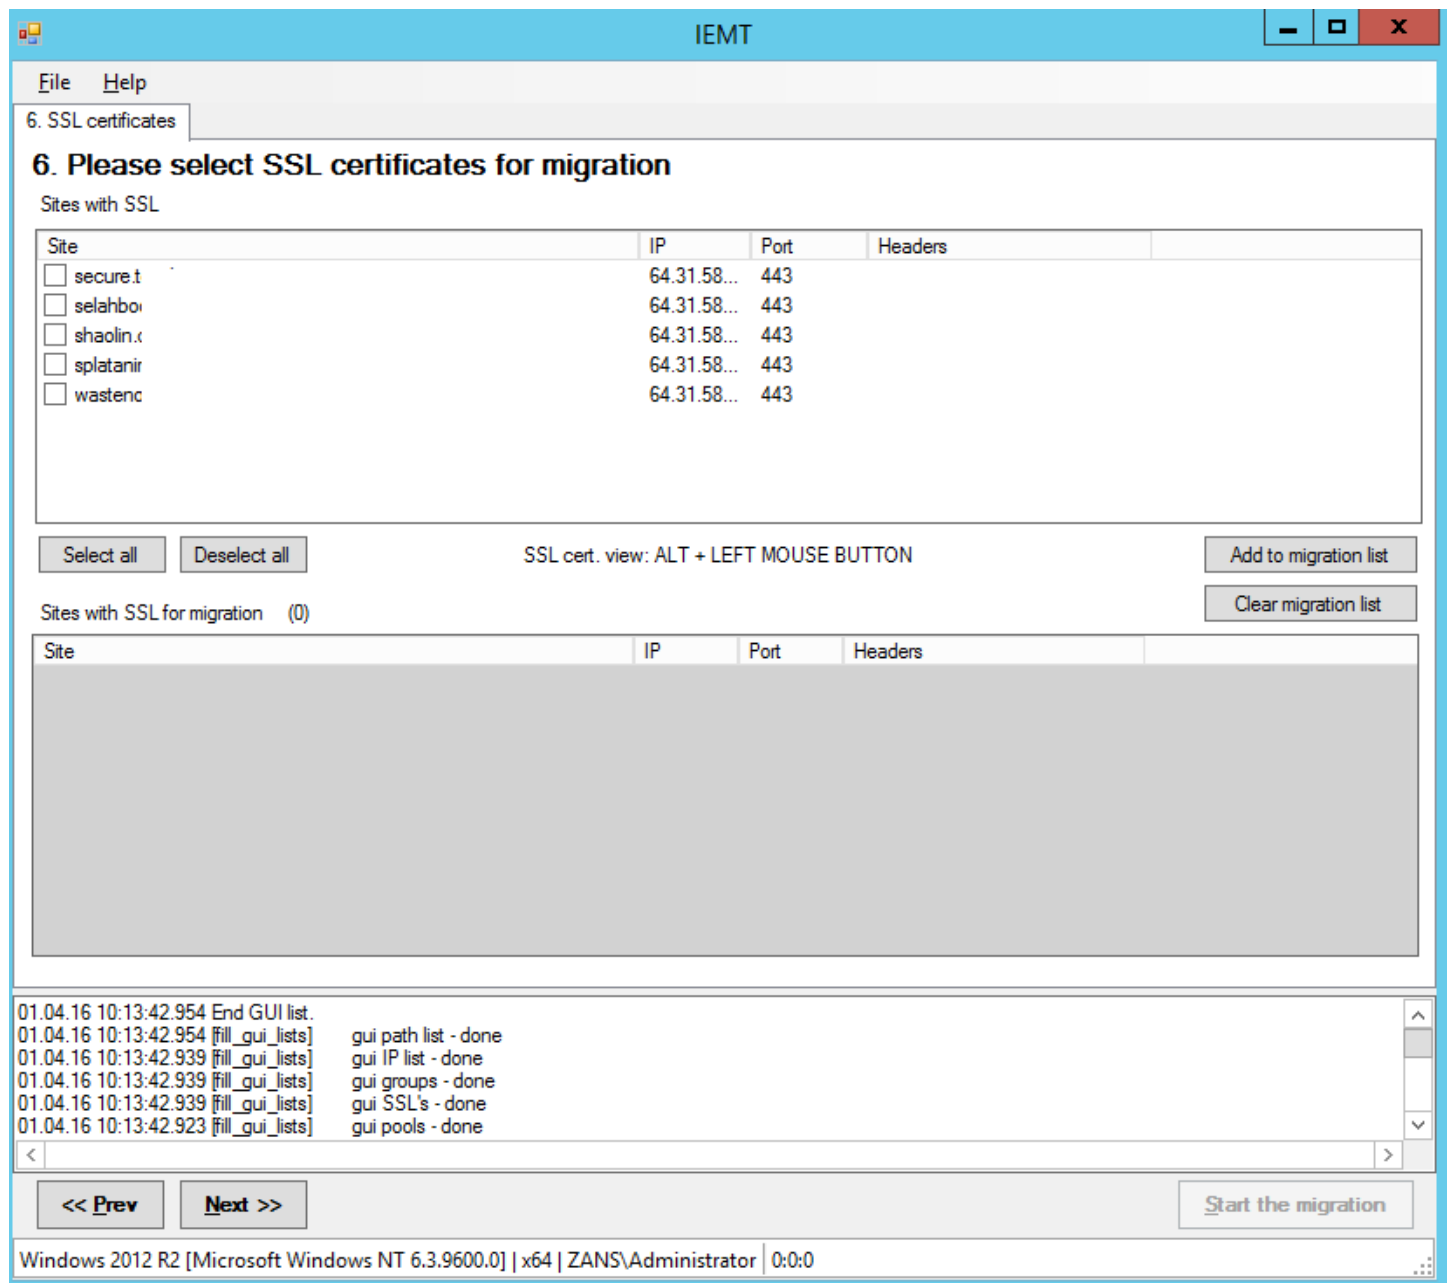 IEMT
File Help
6. SSL certificates
6. Please select SSL certificates for migration
Sites with SSL
Site IP Port Headers
secure.t 64.31.58... 443
selahbo 64.31.58... 443
shaolin. 64.31.58... 443
splatani 64.31.58... 443
wasten 64.31.58... 443
Select all Deselect all SSL cert. view: ALT + LEFT MOUSE BUTTON Add to migration list
Clear migration list
Sites with SSL for migration (0)
Site IP Port Headers
01.04.16 10:13:42.954 End GUI list.
01.04.16 10:13:42.954 [fill_gui_lists] gui path list - done
01.04.16 10:13:42.939 [fill_gui_lists] gui IP list - done
01.04.16 10:13:42.939 [fill_gui_lists] gui groups - done
01.04.16 10:13:42.939 [fill_gui_lists] gui SSL's - done
01.04.16 10:13:42.923 [fill_gui_lists] gui pools - done
<< Prev Next >> Start the migration
Windows 2012 R2 [Microsoft Windows NT 6.3.9600.0] | x64 | ZANS\Administrator 0:0:0